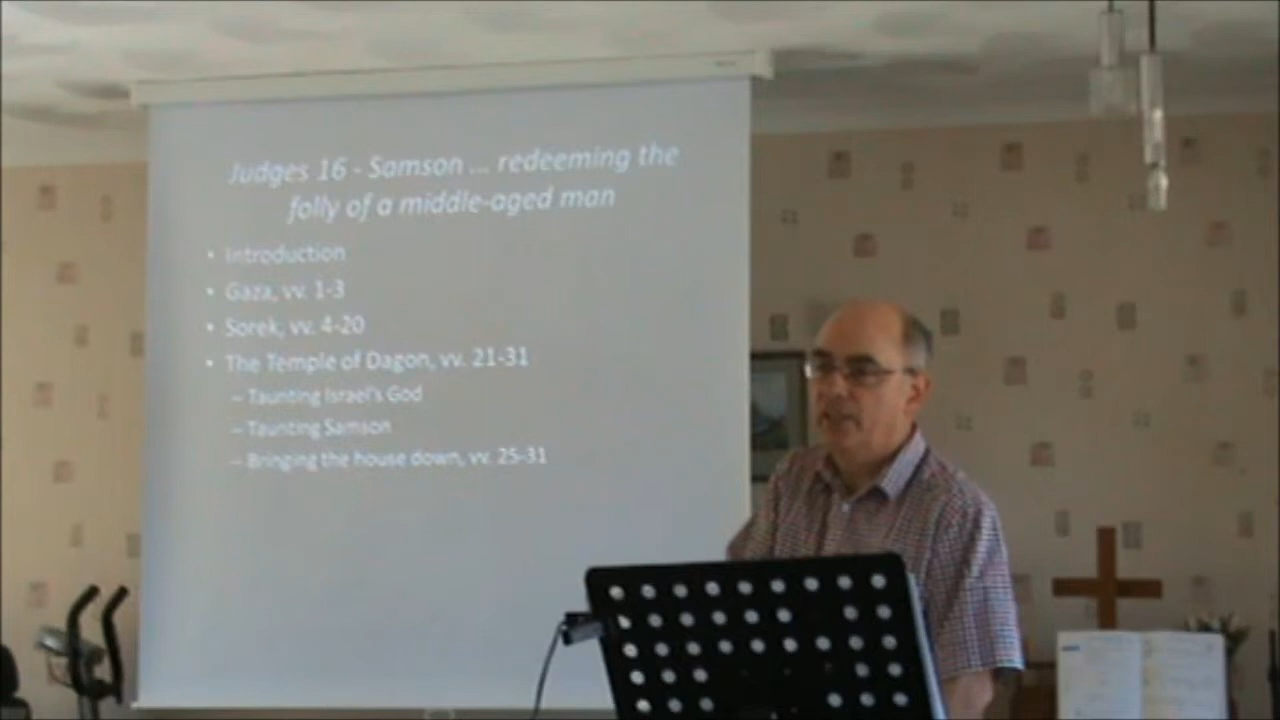 Judges 16 - Samson ... redeeming the
folly of a middle-aged man
• Introduction
• Gaza, vv. 1-3
• Sorek, vv. 4-20
• The Temple of Dagon, vv. 21-31
– Taunting Israel's God
– Taunting Samson
– Bringing the house down, vv. 25-31